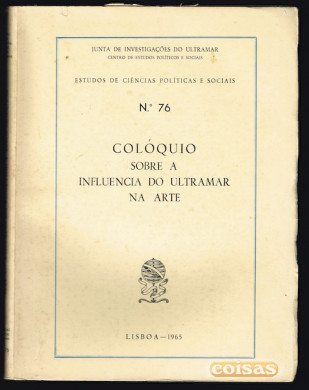 JUNTA DE INVESTIGAÇÕES DO ULTRAMAR
CENTRO DE ESTUDOS POLÍTICOS E SOCIAIS
ESTUDOS DE CIÊNCIAS POLÍTICAS E SOCIAIS
N.º 76
COLÓQUIO
SOBRE A
INFLUENCIA DO ULTRAMAR
NA ARTE
LISBOA — 1965
coisas